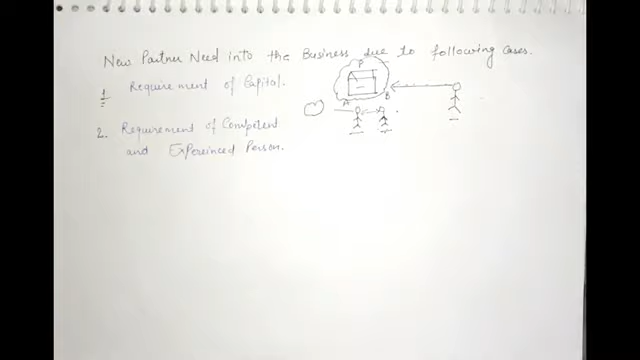 New Partner Need into the Business due to following cases.
1 Requirement of Capital.
P
A B
2. Requirement of Competent
and Expereinced Person.